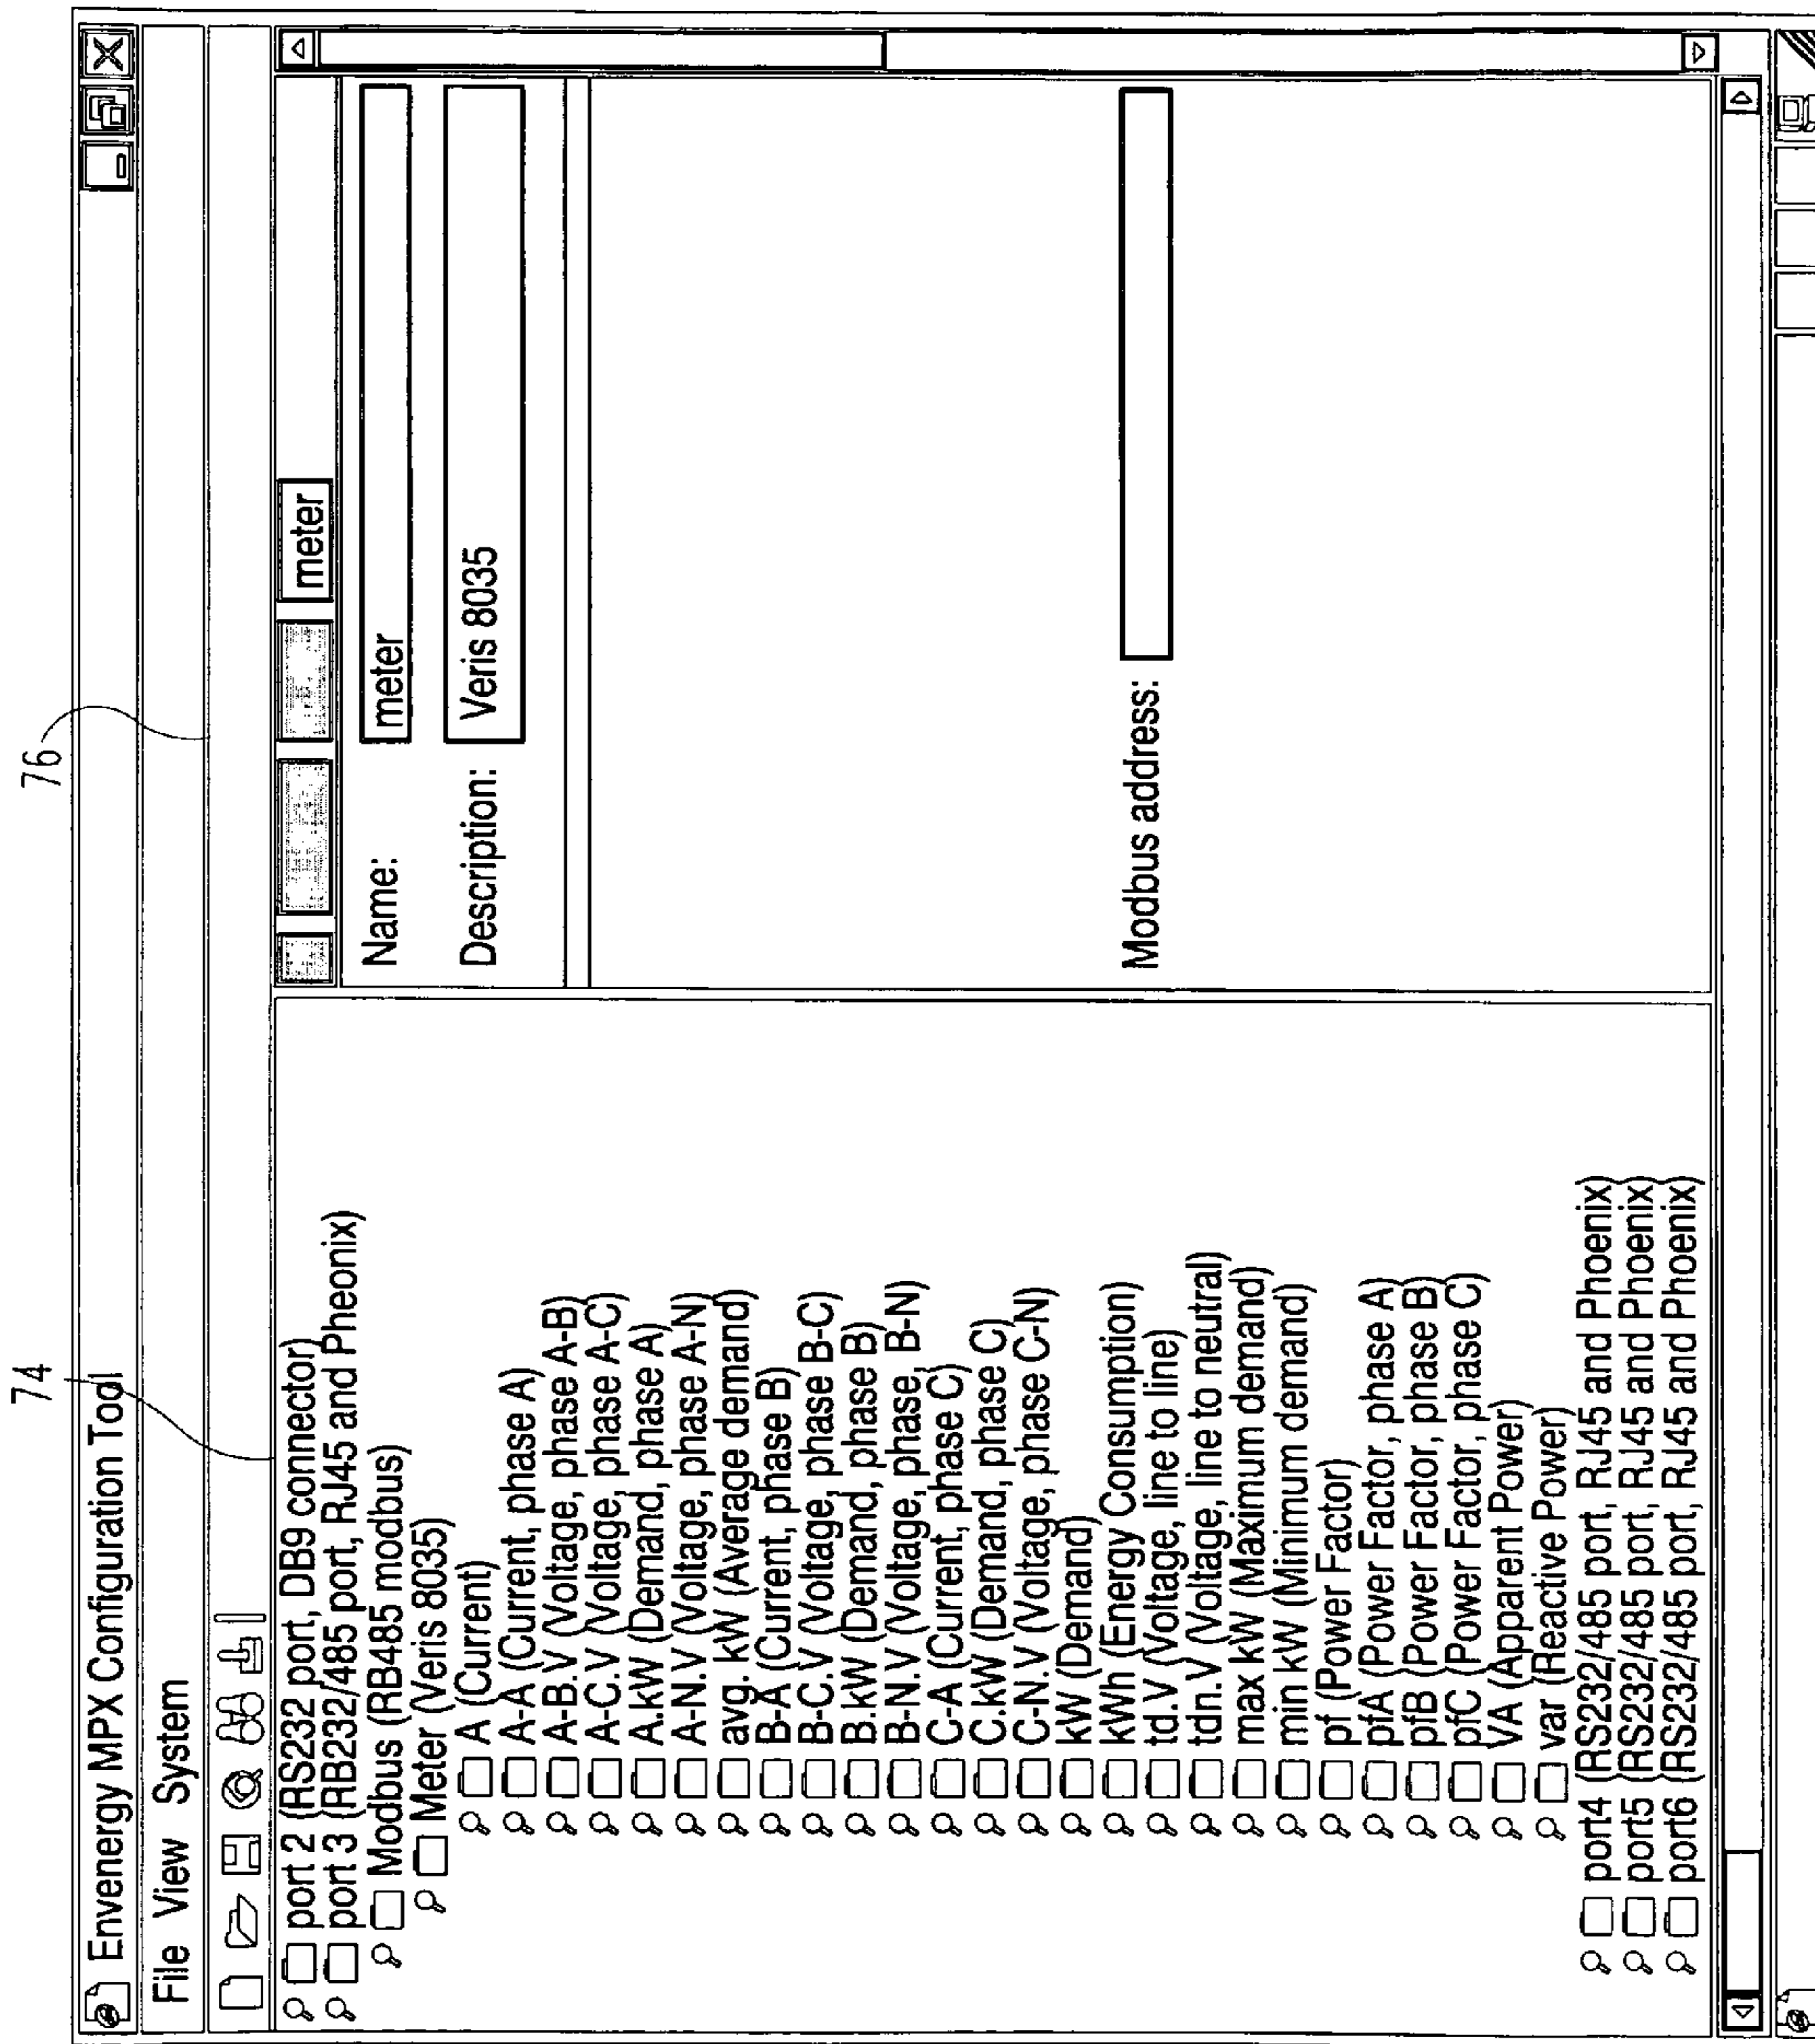 74
76
Envenergy MPX Configuration Tool
File View System
port 2 (RS232 port, DB9 connector)
port 3 (RB232/485 port, RJ45 and Pheonix)
Modbus (RB485 modbus)
Meter (Veris 8035)
A (Current)
A-A (Current, phase A)
A-B.V (Voltage, phase A-B)
A-C.V (Voltage, phase A-C)
A.kW (Demand, phase A)
A-N.V (Voltage, phase A-N)
avg. kW (Average demand)
B-A (Current, phase B)
B-C.V (Voltage, phase B-C)
B.kW (Demand, phase B)
B-N.V (Voltage, phase, B-N)
C-A (Current, phase C)
C.kW (Demand, phase C)
C-N.V (Voltage, phase C-N)
kW (Demand)
kWh (Energy Consumption)
td.V (Voltage, line to line)
tdn.V (Voltage, line to neutral)
max kW (Maximum demand)
min kW (Minimum demand)
pf (Power Factor)
pfA (Power Factor, phase A)
pfB (Power Factor, phase B)
pfC (Power Factor, phase C)
VA (Apparent Power)
var (Reactive Power)
port4 (RS232/485 port, RJ45 and Phoenix)
port5 (RS232/485 port, RJ45 and Phoenix)
port6 (RS232/485 port, RJ45 and Phoenix)
meter
Name: meter
Description: Veris 8035
Modbus address: